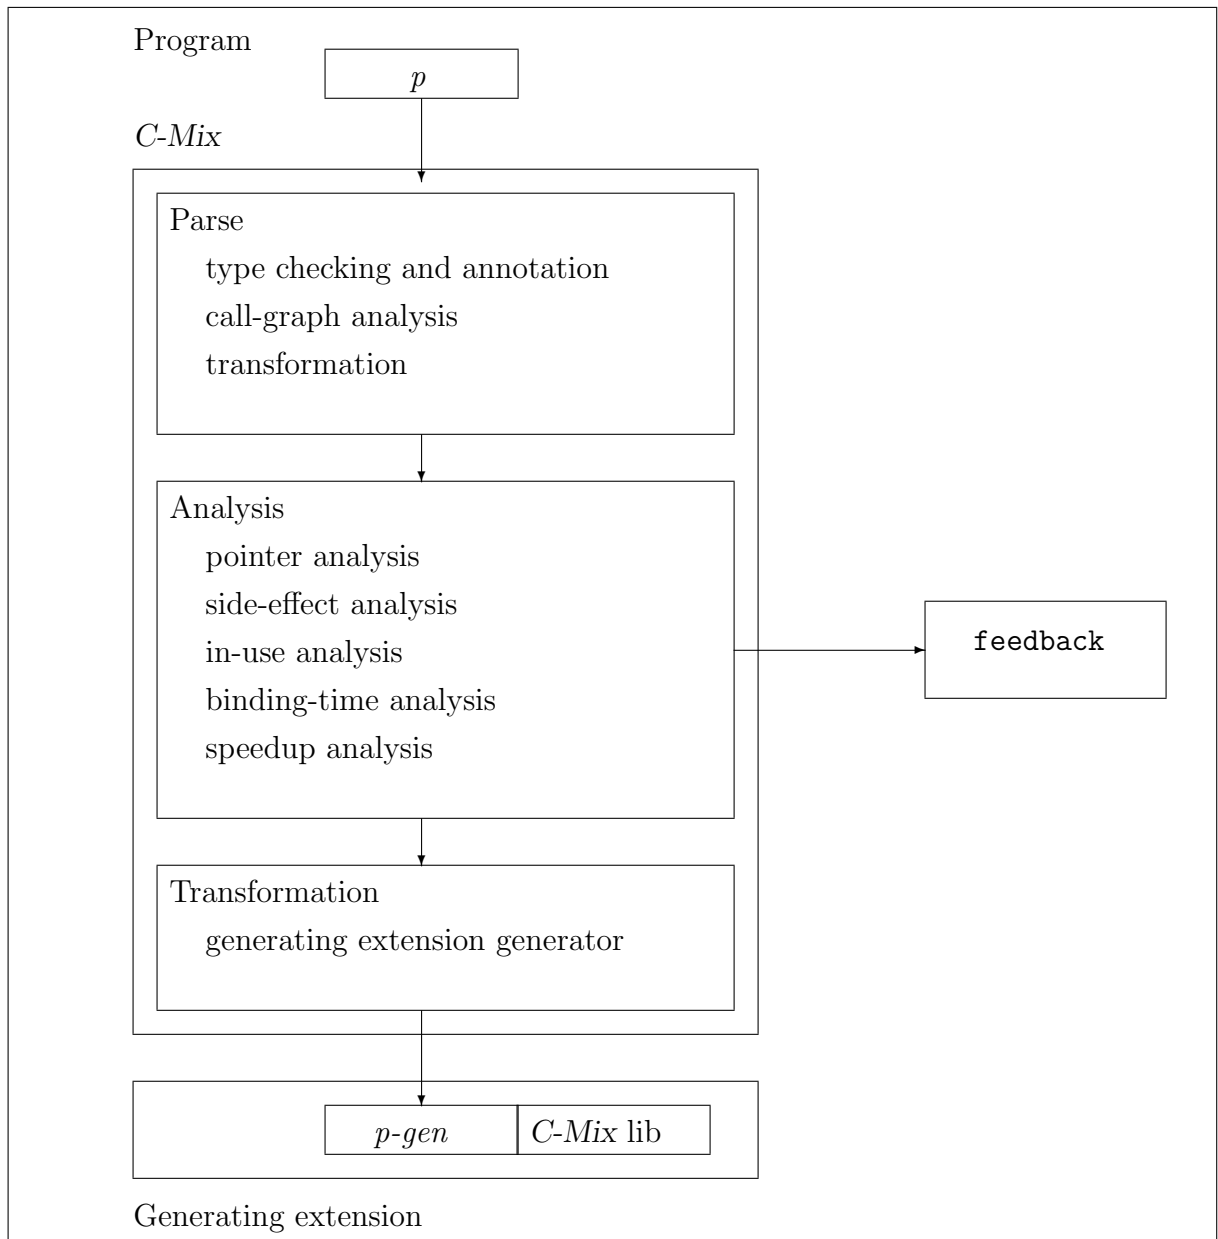 Program
p
C-Mix
Parse
type checking and annotation
call-graph analysis
transformation
Analysis
pointer analysis
side-effect analysis
in-use analysis
binding-time analysis
speedup analysis
feedback
Transformation
generating extension generator
p-gen
C-Mix lib
Generating extension